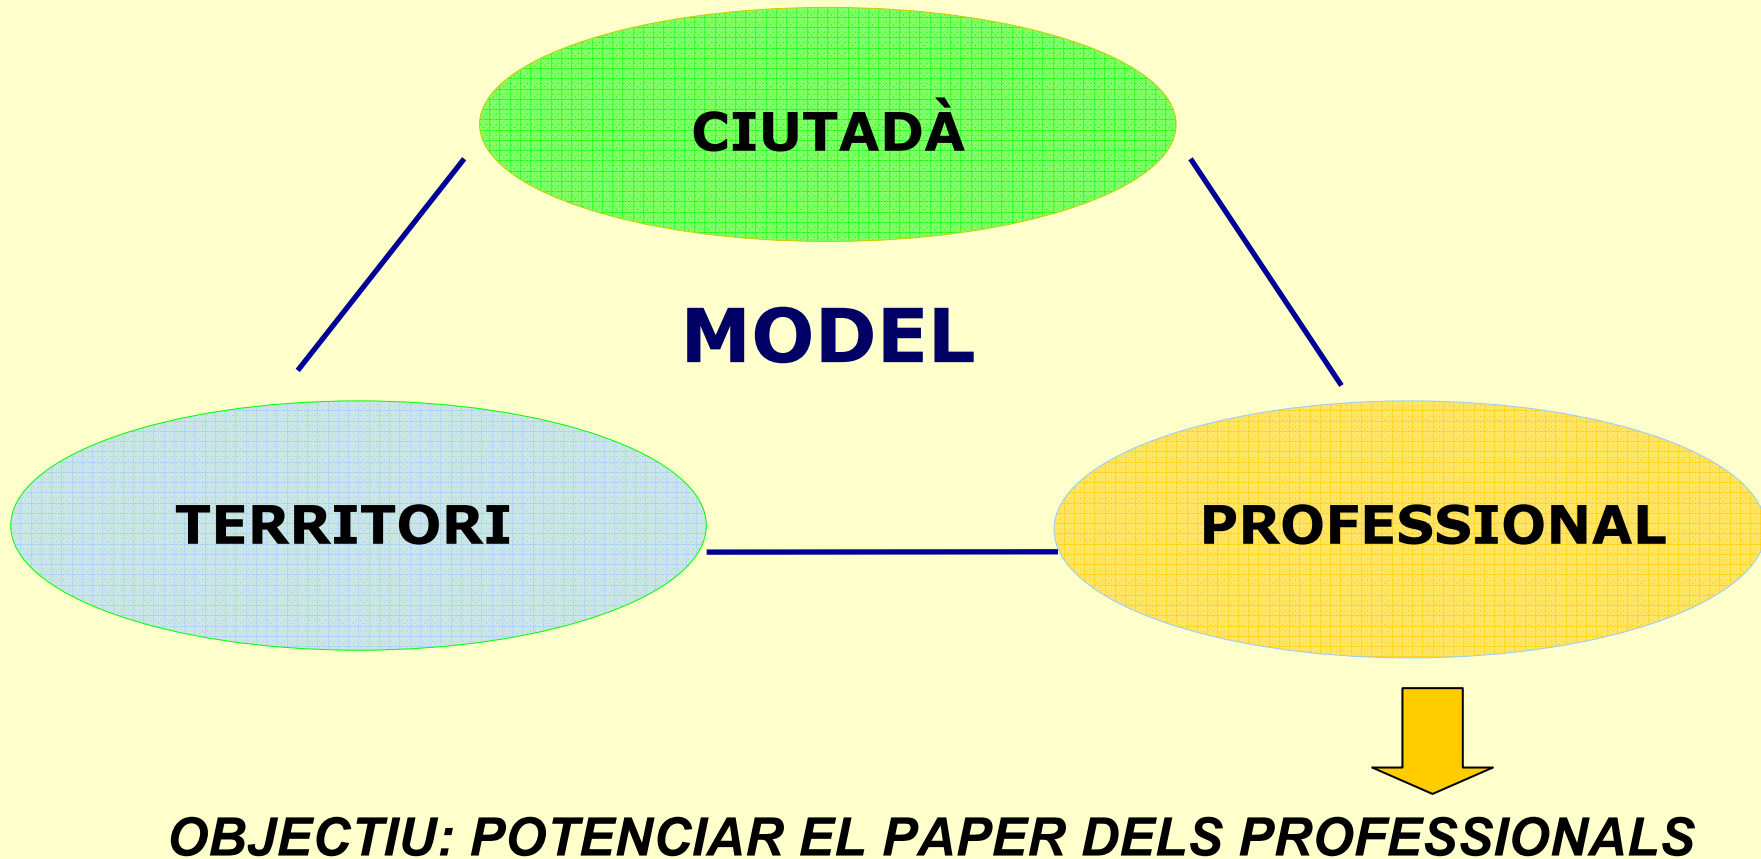 CIUTADÀ
MODEL
TERRITORI
PROFESSIONAL
OBJECTIU: POTENCIAR EL PAPER DELS PROFESSIONALS